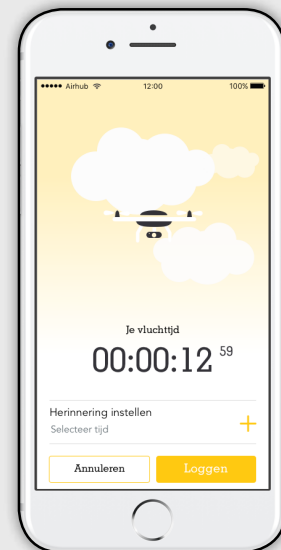 Airhub 12:00 100%
Je vluchttijd
00:00:12 59
Herinnering instellen
Selecteer tijd
Annuleren Loggen